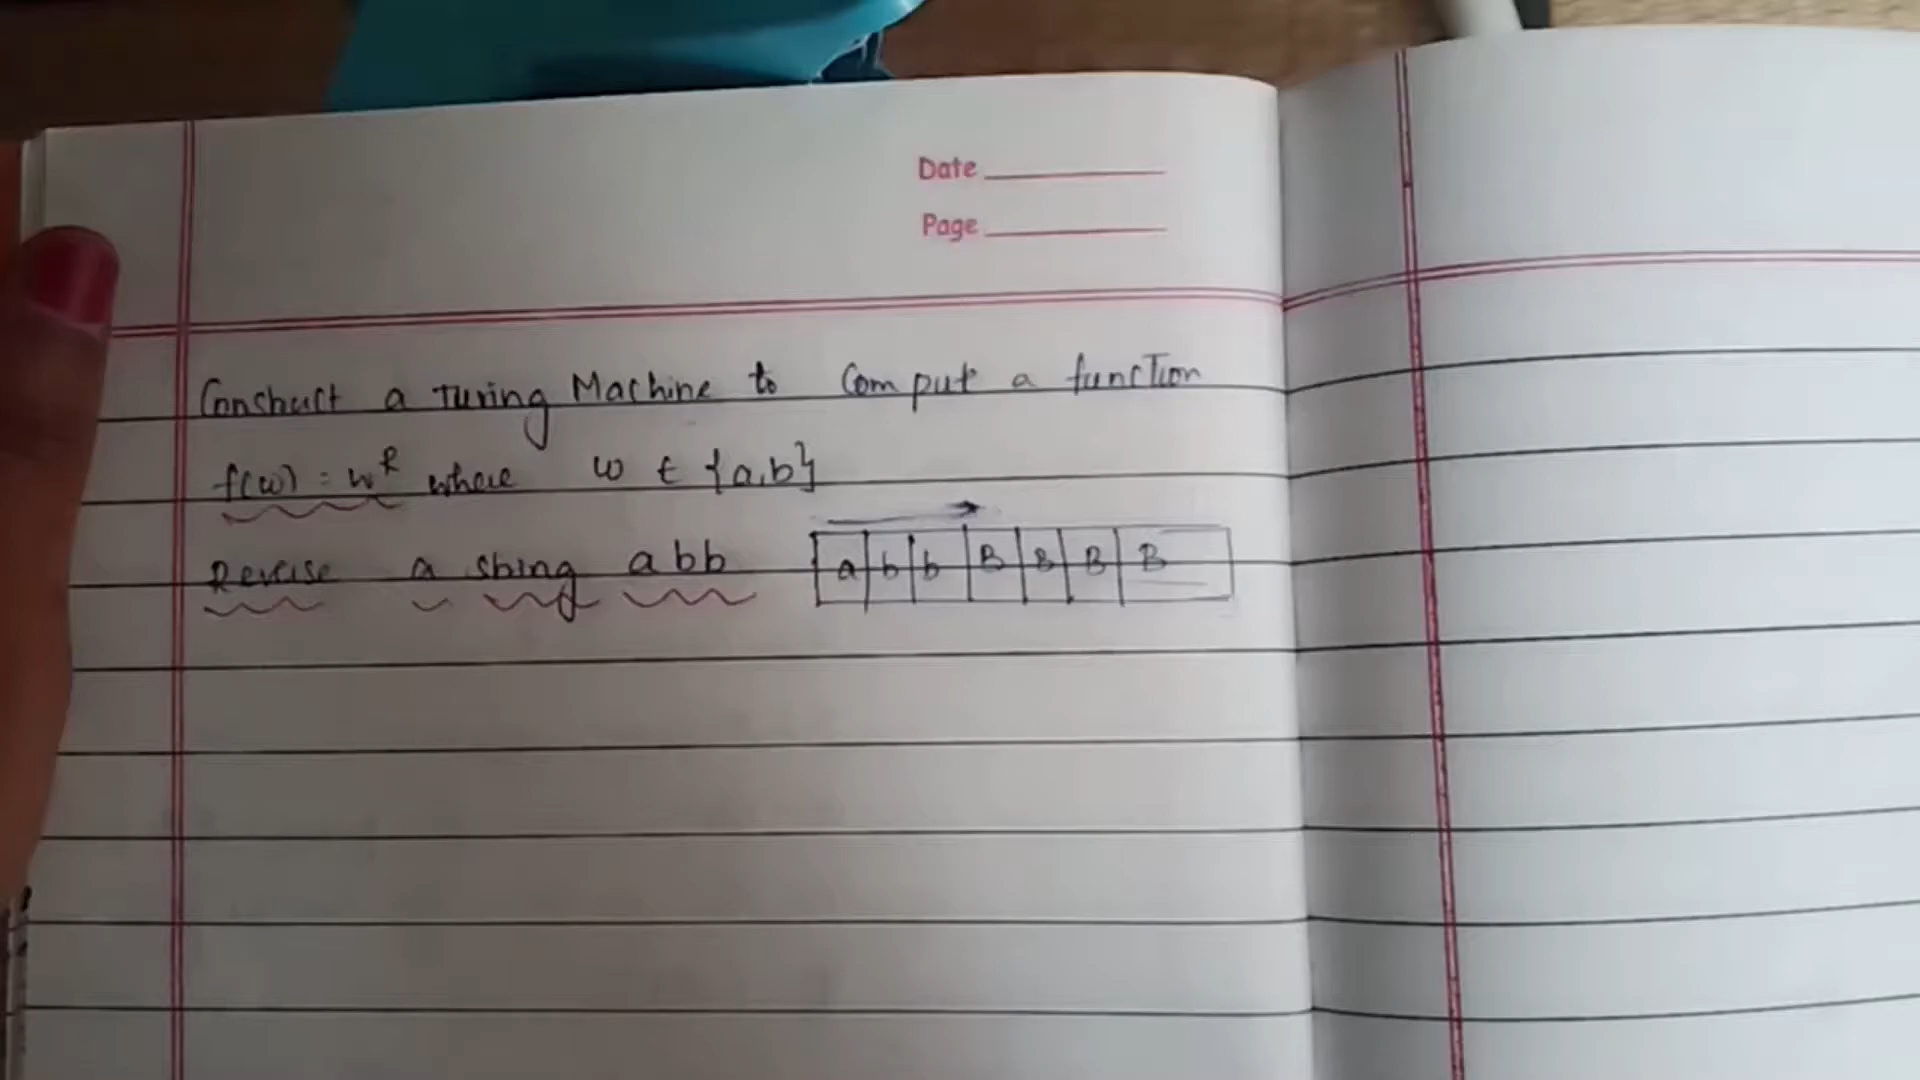 Date
Page
Construct a Turing Machine to Comput a function
f(w) = w^R where w ∈ {a,b}
Reverse a string abb a b b B B B B